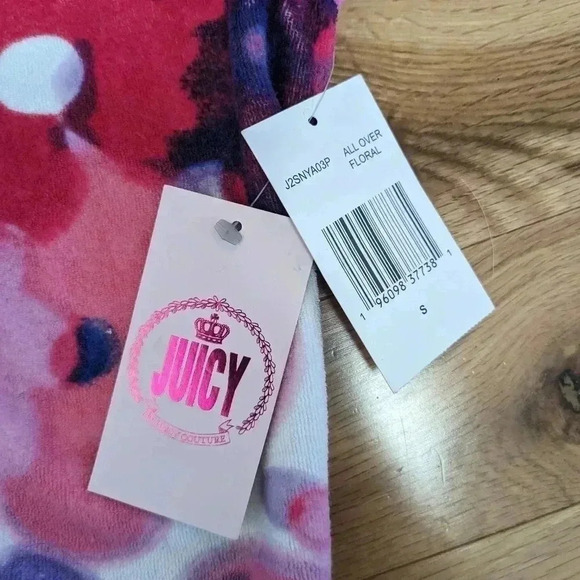 JUICY
COUTURE
J2SNYA03P
ALL OVER
FLORAL
1 96098 37738 1
S